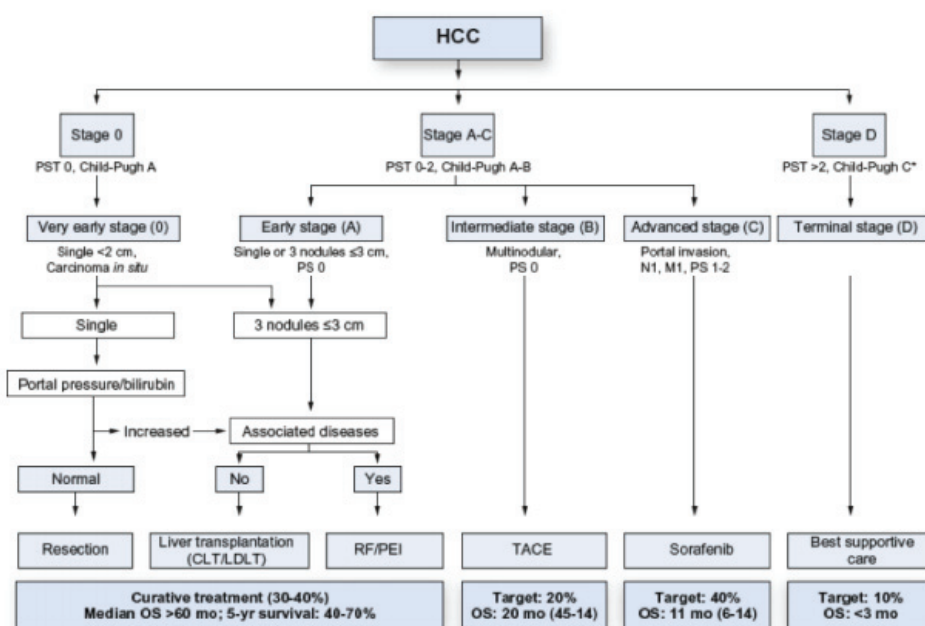 HCC
Stage 0
PST 0, Child-Pugh A
Stage A-C
PST 0-2, Child-Pugh A-B
Stage D
PST >2, Child-Pugh C*
Very early stage (0)
Single <2 cm,
Carcinoma in situ
Early stage (A)
Single or 3 nodules ≤3 cm,
PS 0
Intermediate stage (B)
Multinodular,
PS 0
Advanced stage (C)
Portal invasion,
N1, M1, PS 1-2
Terminal stage (D)
Single
3 nodules ≤3 cm
Portal pressure/bilirubin
Increased
Associated diseases
Normal
No
Yes
Resection
Liver transplantation
(CLT/LDLT)
RF/PEI
TACE
Sorafenib
Best supportive
care
Curative treatment (30-40%)
Median OS >60 mo; 5-yr survival: 40-70%
Target: 20%
OS: 20 mo (45-14)
Target: 40%
OS: 11 mo (6-14)
Target: 10%
OS: <3 mo